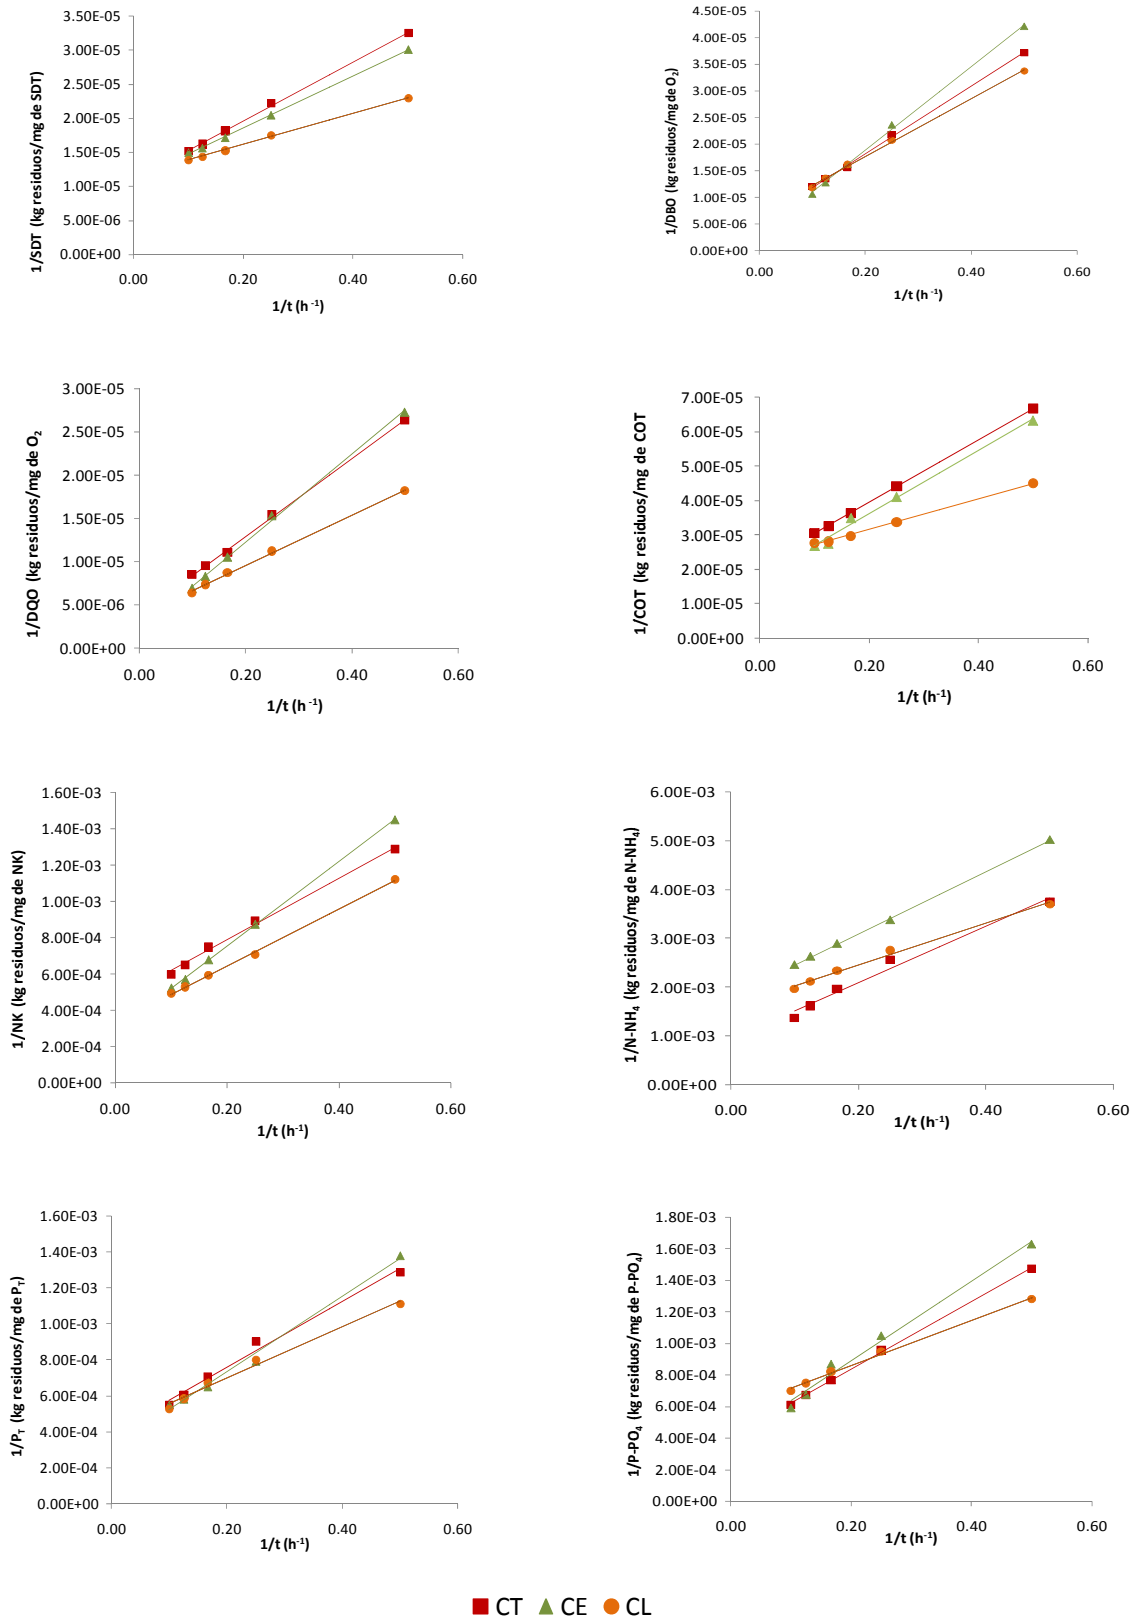 3.50E-05
3.00E-05
2.50E-05
2.00E-05
1.50E-05
1.00E-05
5.00E-06
0.00E+00
0.00 0.20 0.40 0.60
1/SDT (kg residuos/mg de SDT)
1/t (h⁻¹)
4.50E-05
4.00E-05
3.50E-05
3.00E-05
2.50E-05
2.00E-05
1.50E-05
1.00E-05
5.00E-06
0.00E+00
0.00 0.20 0.40 0.60
1/DBO (kg residuos/mg de O₂)
1/t (h⁻¹)
3.00E-05
2.50E-05
2.00E-05
1.50E-05
1.00E-05
5.00E-06
0.00E+00
0.00 0.20 0.40 0.60
1/DQO (kg residuos/mg de O₂)
1/t (h⁻¹)
7.00E-05
6.00E-05
5.00E-05
4.00E-05
3.00E-05
2.00E-05
1.00E-05
0.00E+00
0.00 0.20 0.40 0.60
1/COT (kg residuos/mg de COT
1/t (h⁻¹)
1.60E-03
1.40E-03
1.20E-03
1.00E-03
8.00E-04
6.00E-04
4.00E-04
2.00E-04
0.00E+00
0.00 0.20 0.40 0.60
1/NK (kg residuos/mg de NK)
1/t (h⁻¹)
6.00E-03
5.00E-03
4.00E-03
3.00E-03
2.00E-03
1.00E-03
0.00E+00
0.00 0.20 0.40 0.60
1/N-NH₄ (kg residuos/mg de N-NH₄)
1/t (h⁻¹)
1.60E-03
1.40E-03
1.20E-03
1.00E-03
8.00E-04
6.00E-04
4.00E-04
2.00E-04
0.00E+00
0.00 0.20 0.40 0.60
1/P_T (kg residuos/mg de P_T)
1/t (h⁻¹)
1.80E-03
1.60E-03
1.40E-03
1.20E-03
1.00E-03
8.00E-04
6.00E-04
4.00E-04
2.00E-04
0.00E+00
0.00 0.20 0.40 0.60
1/P-PO₄ (kg residuos/mg de P-PO₄)
1/t (h⁻¹)
CT CE CL